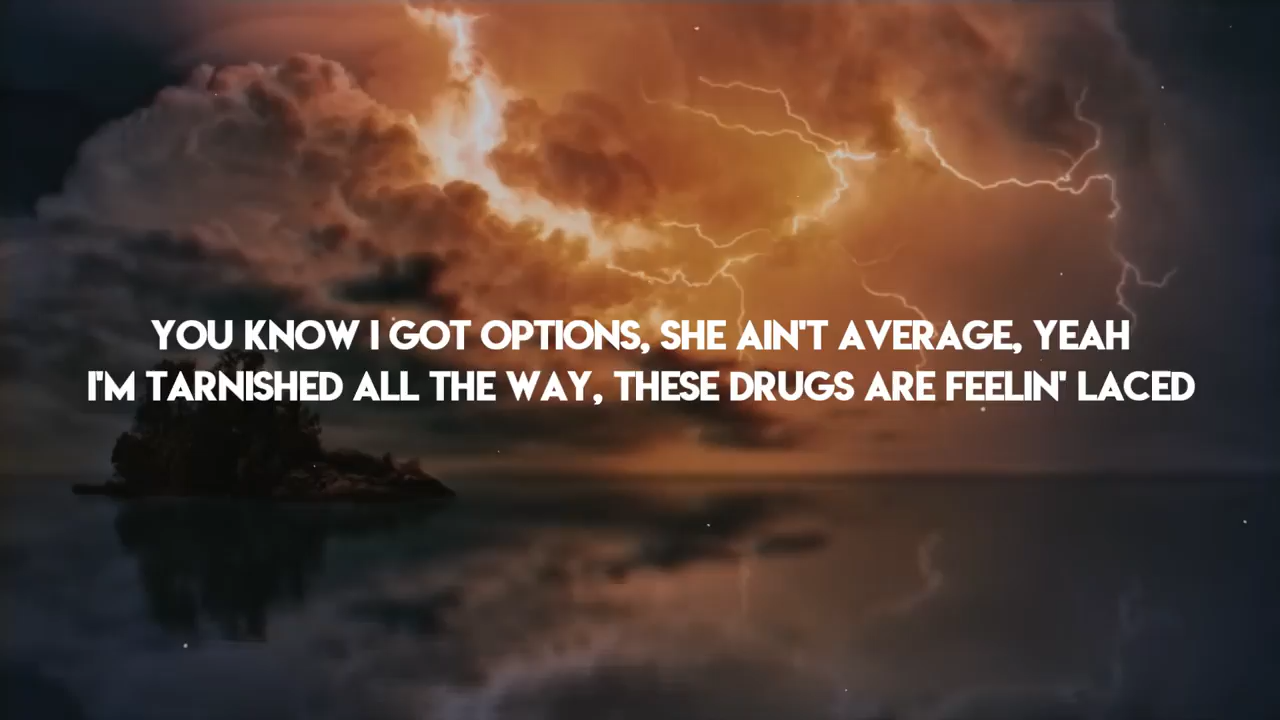 YOU KNOW I GOT OPTIONS, SHE AIN'T AVERAGE, YEAH
I'M TARNISHED ALL THE WAY, THESE DRUGS ARE FEELIN' LACED